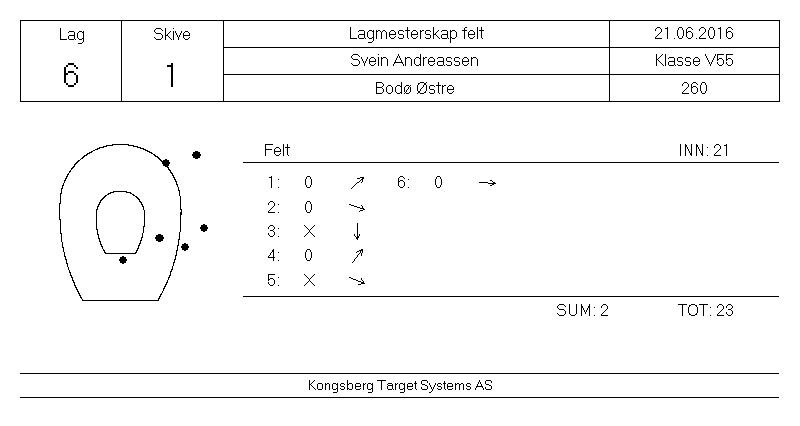 Lag Skive Lagmesterskap felt 21.06.2016
6 1 Svein Andreassen Klasse V55
Bodø Østre 260
Felt INN: 21
1: 0 ↗ 6: 0 →
2: 0 ↘
3: X ↓
4: 0 ↗
5: X ↘
SUM: 2 TOT: 23
Kongsberg Target Systems AS